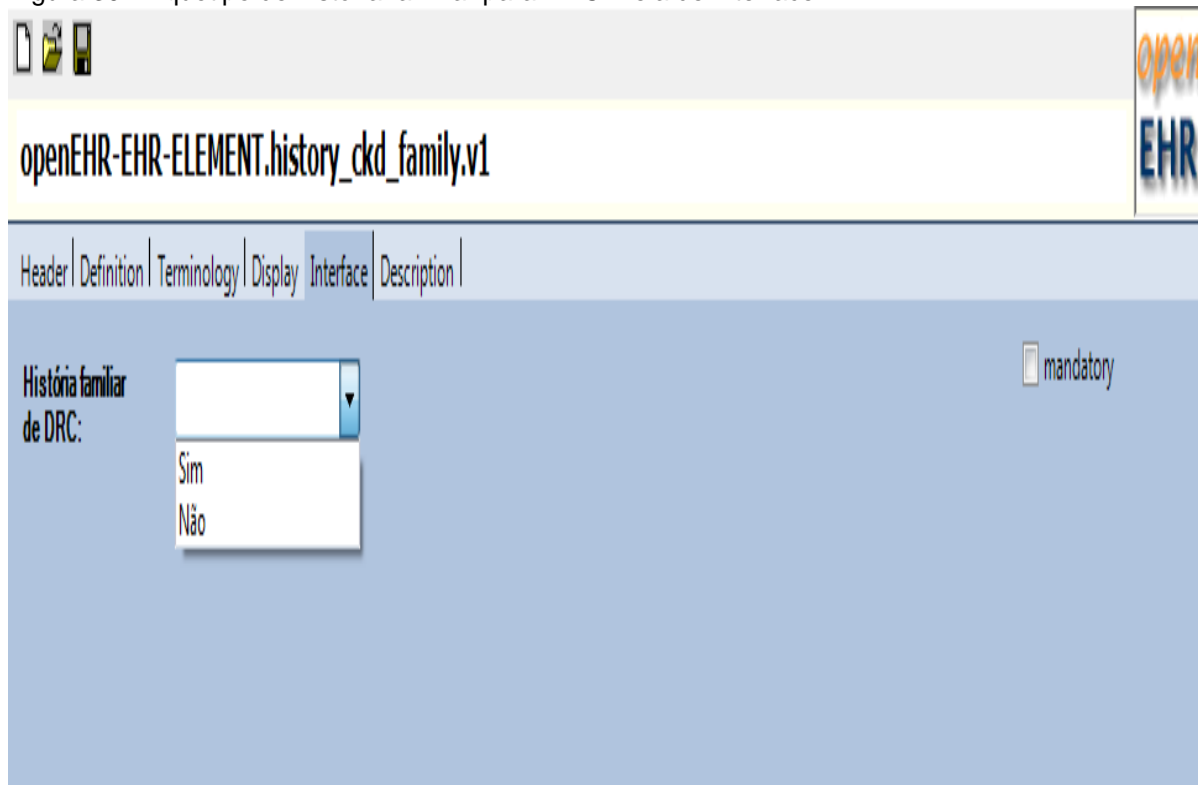 openEHR-EHR-ELEMENT.history_ckd_family.v1
open
EHR
Header Definition Terminology Display Interface Description
História familiar
de DRC:
mandatory
Sim
Não